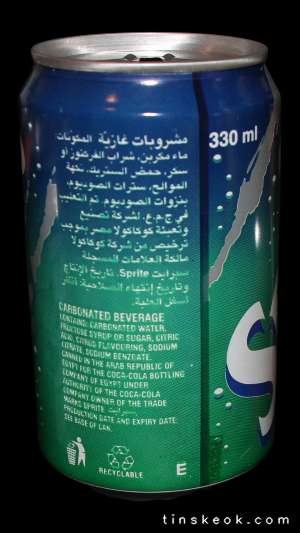 330 ml
مشروبات غازية المكونات:
ماء مكربن، شراب الفركتوز أو
سكر، حمض الستريك، نكهة
الموالح، سترات الصوديوم،
بنزوات الصوديوم. تم التعليب
في ج.م.ع. لشركة تصنيع
وتعبئة كوكاكولا مصر بموجب
ترخيص من شركة كوكاكولا
مالكة العلامات المسجلة
سبرايت Sprite. تاريخ الإنتاج
وتاريخ إنتهاء الصلاحية: أنظر
أسفل العلبة.
CARBONATED BEVERAGE
CONTAINS: CARBONATED WATER,
FRUCTOSE SYRUP OR SUGAR, CITRIC
ACID, CITRUS FLAVOURING, SODIUM
CITRATE, SODIUM BENZOATE.
CANNED IN THE ARAB REPUBLIC OF
EGYPT FOR THE COCA-COLA BOTTLING
COMPANY OF EGYPT UNDER
AUTHORITY OF THE COCA-COLA
COMPANY OWNER OF THE TRADE
MARKS SPRITE, سبرايت
PRODUCTION DATE AND EXPIRY DATE:
SEE BASE OF CAN.
RECYCLABLE
E
S
tinskeok.com